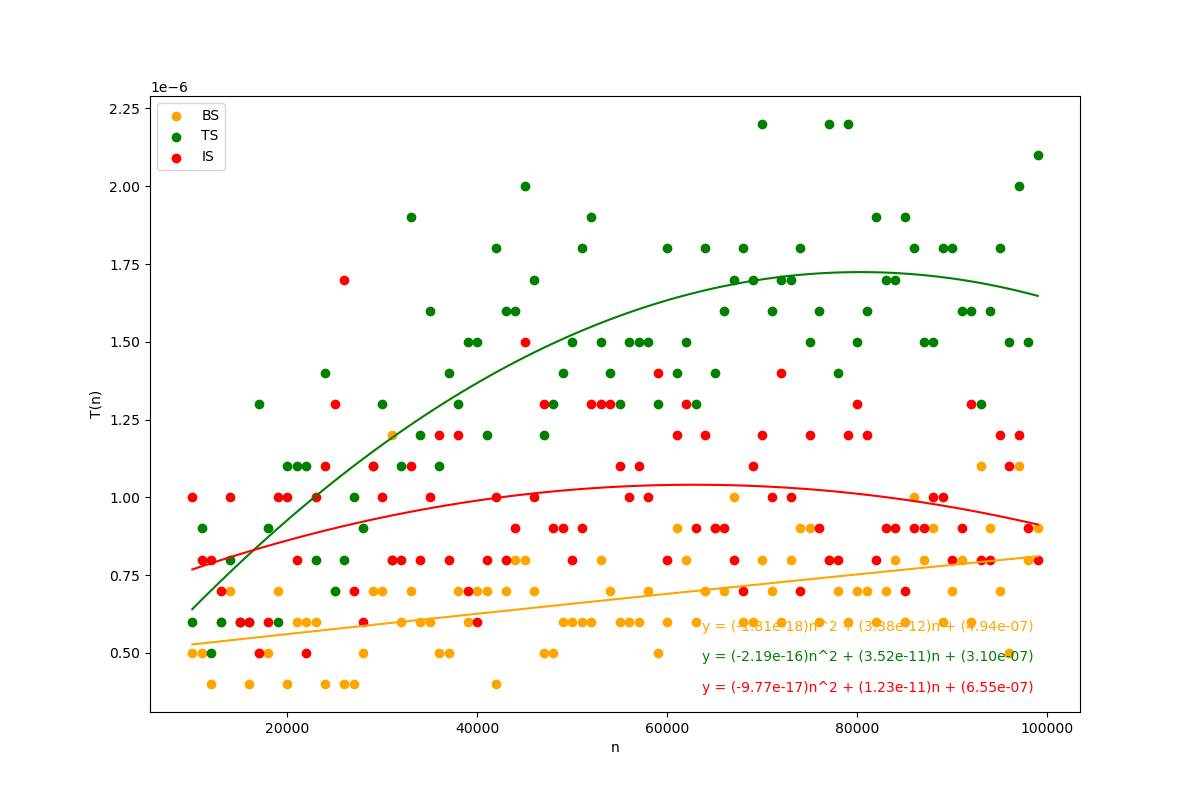 1e−6
2.25
2.00
1.75
1.50
1.25
1.00
0.75
0.50
T(n)
BS
TS
IS
y = (-1.81e-18)n^2 + (3.38e-12)n + (4.94e-07)
y = (-2.19e-16)n^2 + (3.52e-11)n + (3.10e-07)
y = (-9.77e-17)n^2 + (1.23e-11)n + (6.55e-07)
20000 40000 60000 80000 100000
n